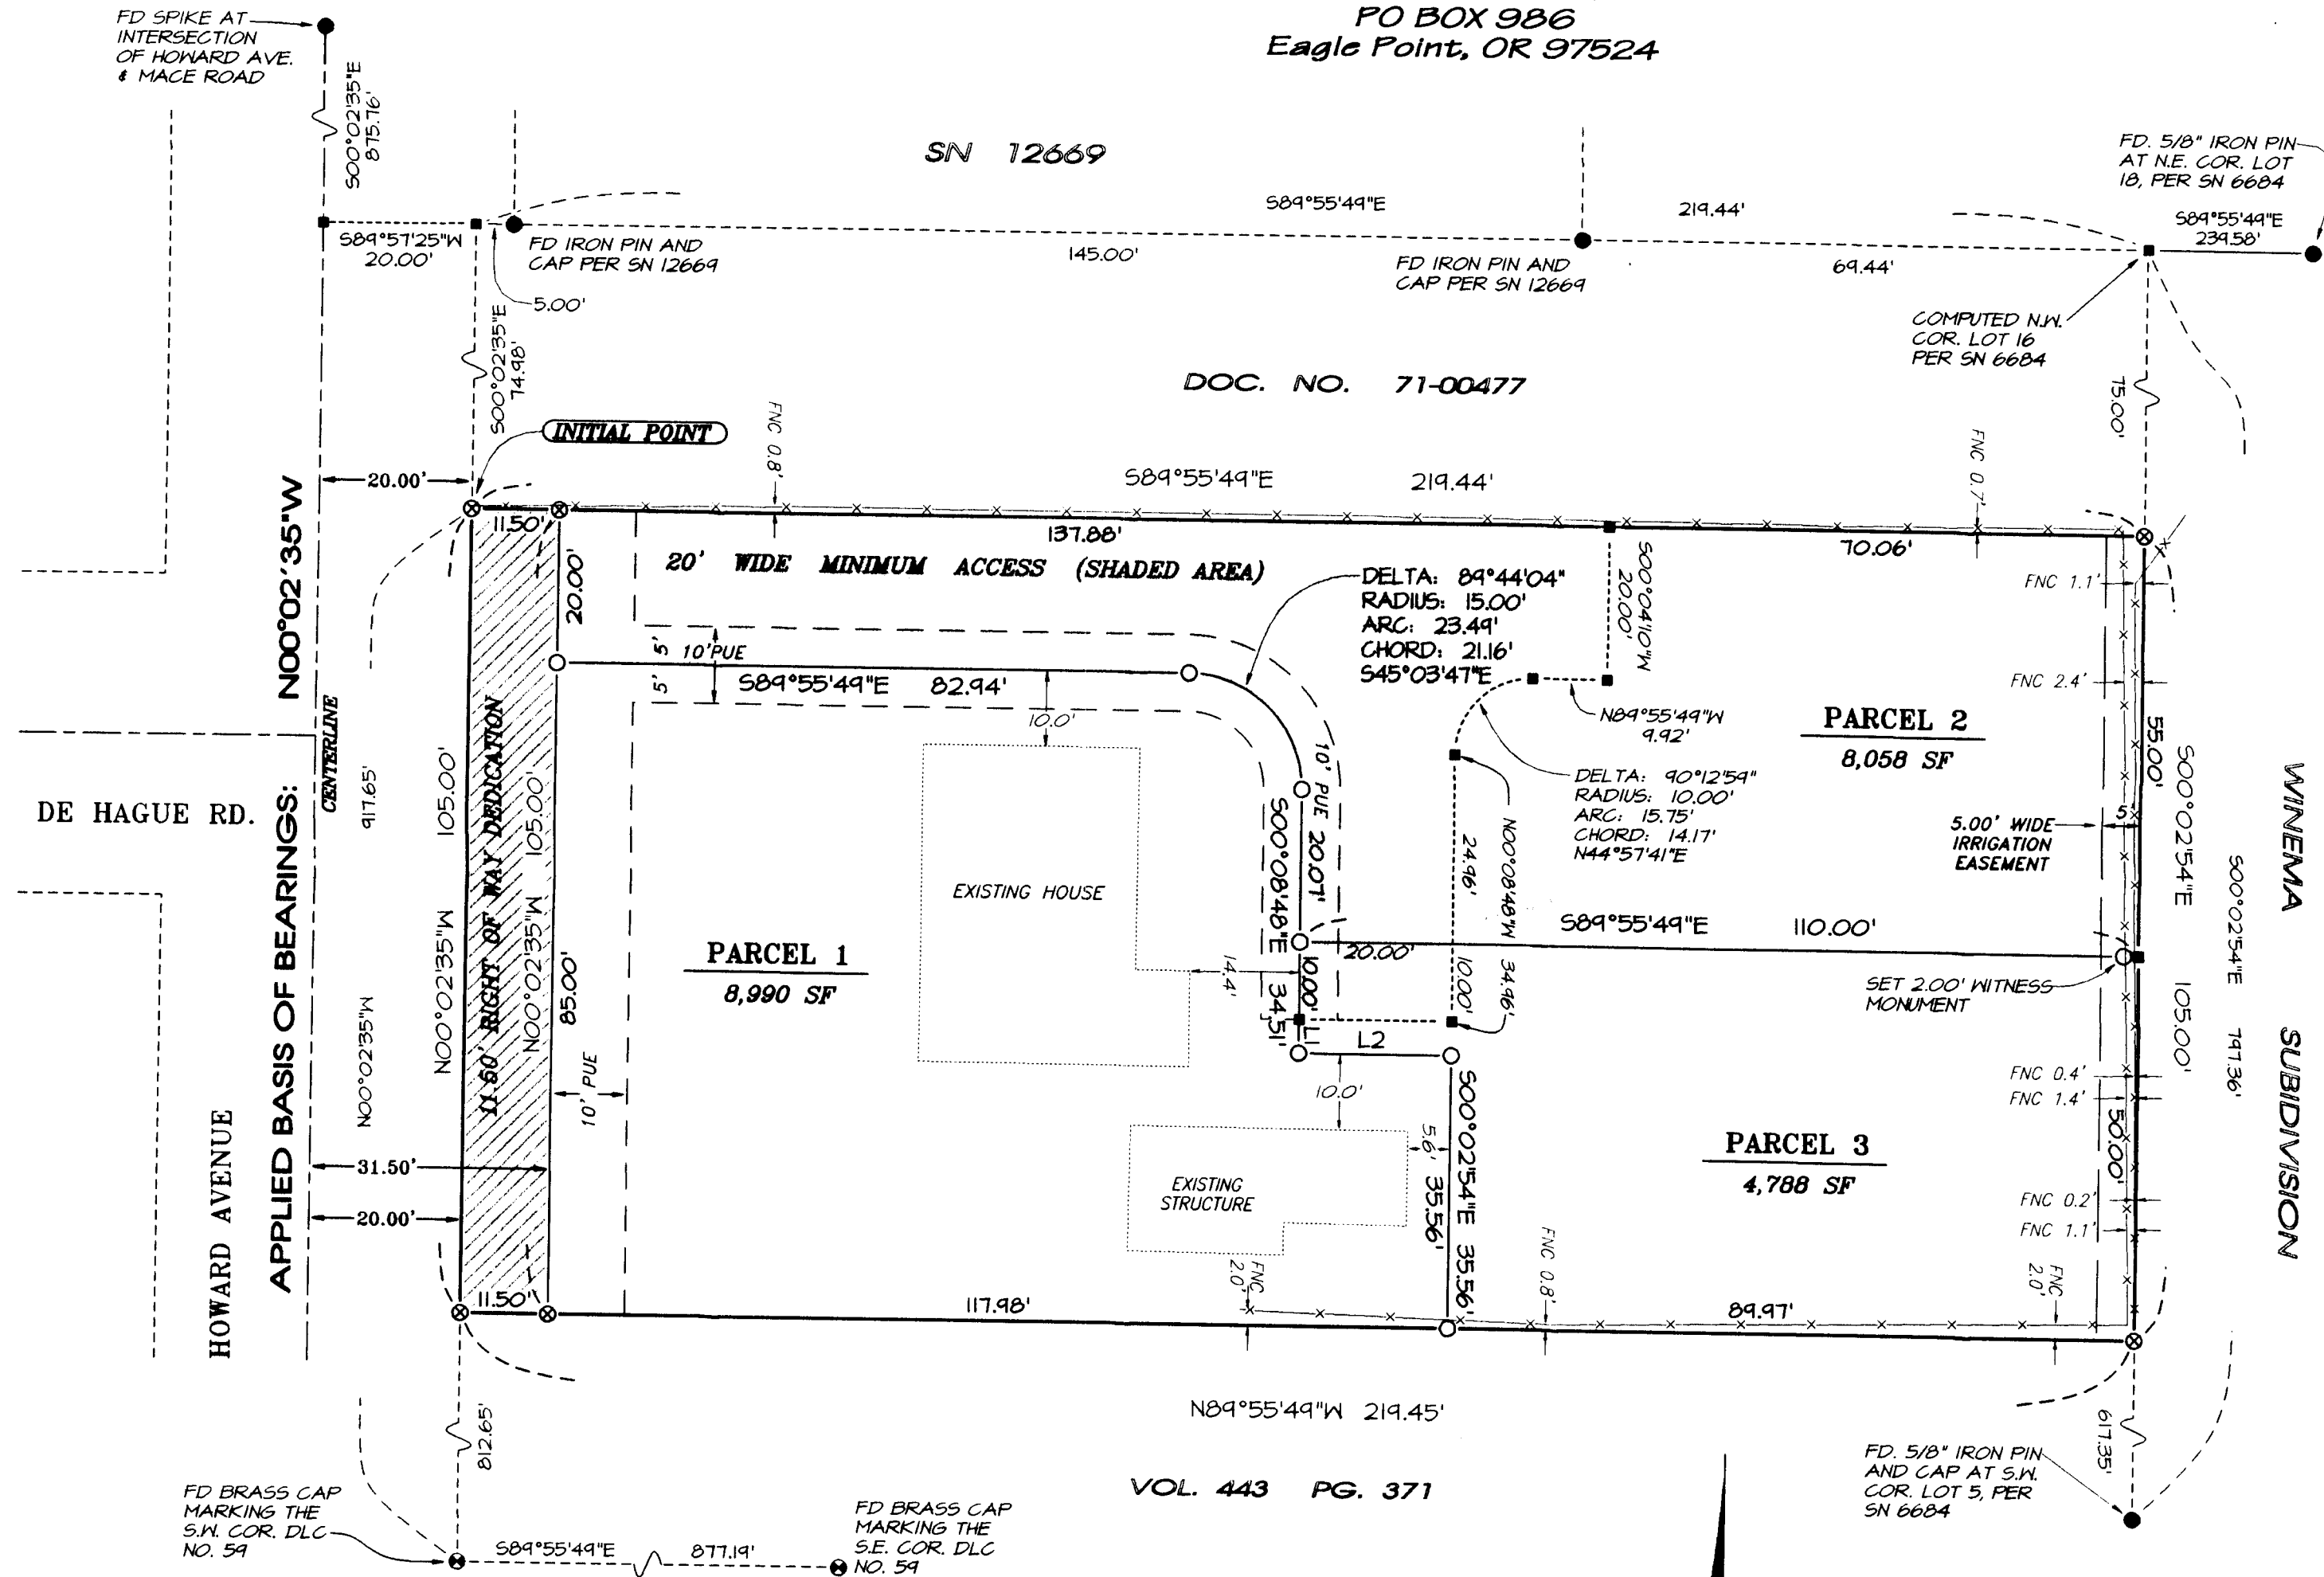 PO BOX 986
Eagle Point, OR 97524
FD SPIKE AT
INTERSECTION
OF HOWARD AVE.
& MACE ROAD
S00°02'35"E
875.76'
SN 12669
FD. 5/8" IRON PIN
AT N.E. COR. LOT
18, PER SN 6684
S89°55'49"E
219.44'
S89°55'49"E
239.58'
S89°57'25"W
20.00'
FD IRON PIN AND
CAP PER SN 12669
145.00'
FD IRON PIN AND
CAP PER SN 12669
69.44'
5.00'
COMPUTED N.W.
COR. LOT 16
PER SN 6684
S00°02'35"E
74.98'
75.00'
DOC. NO. 71-00477
INITIAL POINT
FNC 0.8'
FNC 0.7'
20.00'
S89°55'49"E
219.44'
11.50'
137.88'
70.06'
20.00'
20' WIDE MINIMUM ACCESS (SHADED AREA)
DELTA: 89°44'04"
RADIUS: 15.00'
ARC: 23.49'
CHORD: 21.16'
S45°03'47"E
S00°04'10"W
20.00'
FNC 1.1'
5'
10'PUE
5'
S89°55'49"E 82.94'
10.0'
FNC 2.4'
N89°55'49"W
9.92'
PARCEL 2
8,058 SF
55.00'
S00°02'54"E 105.00'
S00°02'54"E 797.36'
WINEMA SUBIDIVISION
10' PUE
20.07'
S00°08'48"E 34.51'
DELTA: 90°12'59"
RADIUS: 10.00'
ARC: 15.75'
CHORD: 14.17'
N44°57'41"E
N00°08'48"W 34.96'
24.96'
10.00'
5'
5.00' WIDE
IRRIGATION
EASEMENT
APPLIED BASIS OF BEARINGS: N00°02'35"W
CENTERLINE
DE HAGUE RD.
917.65'
N00°02'35"W
N00°02'35"W 105.00'
11.50' RIGHT OF WAY DEDICATION
N00°02'35"W 105.00'
85.00'
EXISTING HOUSE
PARCEL 1
8,990 SF
14.4'
10.00'
20.00'
S89°55'49"E
110.00'
SET 2.00' WITNESS
MONUMENT
L1
L2
10' PUE
10.0'
FNC 0.4'
FNC 1.4'
50.00'
HOWARD AVENUE
31.50'
20.00'
5.6'
35.56'
S00°02'54"E 35.56'
PARCEL 3
4,788 SF
EXISTING
STRUCTURE
FNC 0.2'
FNC 1.1'
FNC
2.0'
FNC 0.8'
FNC
2.0'
11.50'
117.98'
89.97'
N89°55'49"W 219.45'
812.65'
617.35'
VOL. 443 PG. 371
FD. 5/8" IRON PIN
AND CAP AT S.W.
COR. LOT 5, PER
SN 6684
FD BRASS CAP
MARKING THE
S.W. COR. DLC
NO. 59
S89°55'49"E
877.19'
FD BRASS CAP
MARKING THE
S.E. COR. DLC
NO. 59